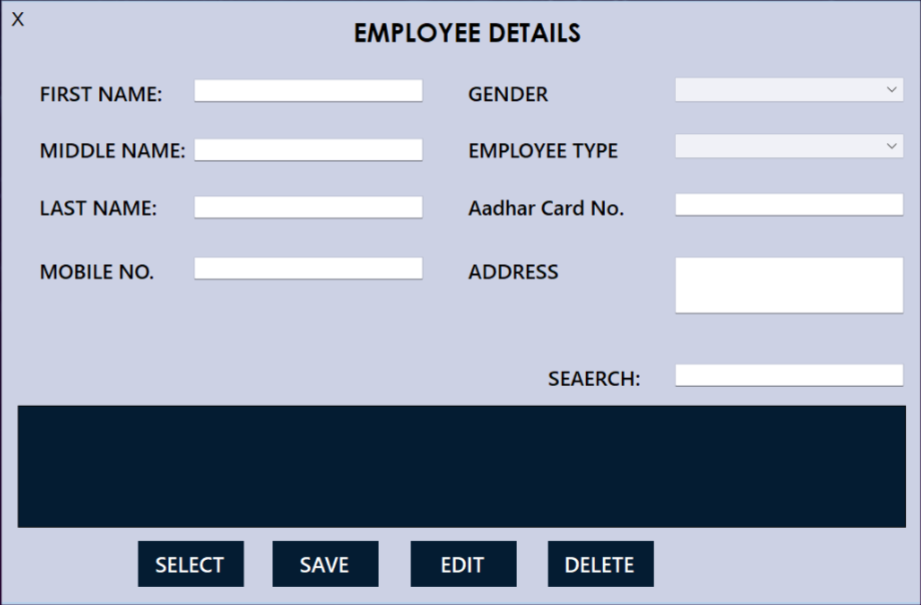 X
EMPLOYEE DETAILS
FIRST NAME:
GENDER
MIDDLE NAME:
EMPLOYEE TYPE
LAST NAME:
Aadhar Card No.
MOBILE NO.
ADDRESS
SEAERCH:
SELECT
SAVE
EDIT
DELETE